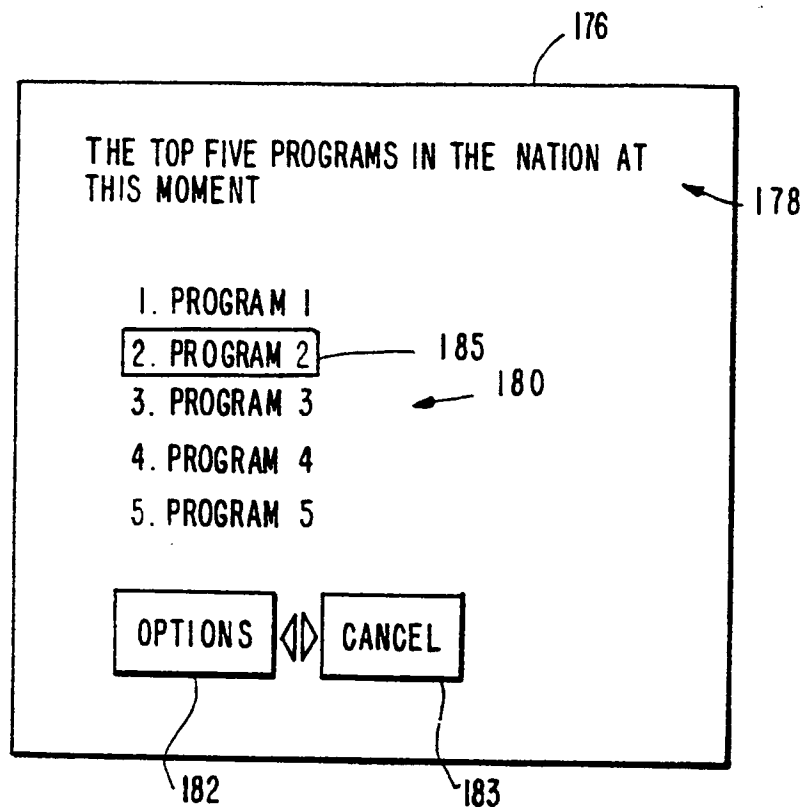 176
THE TOP FIVE PROGRAMS IN THE NATION AT
THIS MOMENT
178
1. PROGRAM 1
2. PROGRAM 2
185
3. PROGRAM 3
180
4. PROGRAM 4
5. PROGRAM 5
OPTIONS
CANCEL
182
183